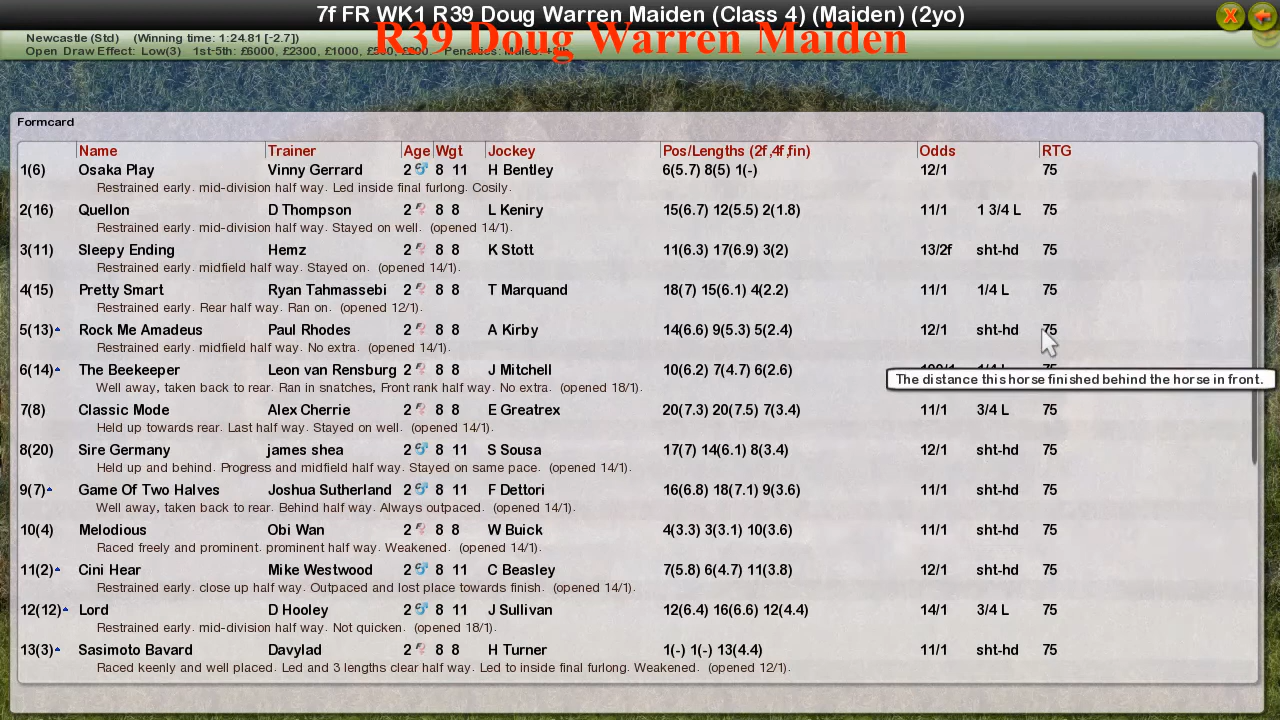 7f FR WK1 R39 Doug Warren Maiden (Class 4) (Maiden) (2yo)
R39 Doug Warren Maiden
Newcastle (Std) (Winning time: 1:24.81 [-2.7])
Open Draw Effect: Low(3) 1st-5th: £6000, £2300, £1000, Penalties: Males:
Formcard
Name Trainer Age Wgt Jockey Pos/Lengths (2f,4f,fin) Odds RTG
1(6) Osaka Play Vinny Gerrard 2 8 11 H Bentley 6(5.7) 8(5) 1(-) 12/1 75
Restrained early. mid-division half way. Led inside final furlong. Cosily.
2(16) Quellon D Thompson 2 8 8 L Keniry 15(6.7) 12(5.5) 2(1.8) 11/1 1 3/4 L 75
Restrained early. mid-division half way. Stayed on well. (opened 14/1).
3(11) Sleepy Ending Hemz 2 8 8 K Stott 11(6.3) 17(6.9) 3(2) 13/2f sht-hd 75
Restrained early. midfield half way. Stayed on. (opened 14/1).
4(15) Pretty Smart Ryan Tahmassebi 2 8 8 T Marquand 18(7) 15(6.1) 4(2.2) 11/1 1/4 L 75
Restrained early. Rear half way. Ran on. (opened 12/1).
5(13) Rock Me Amadeus Paul Rhodes 2 8 8 A Kirby 14(6.6) 9(5.3) 5(2.4) 12/1 sht-hd 75
Restrained early. midfield half way. No extra. (opened 14/1).
6(14) The Beekeeper Leon van Rensburg 2 8 8 J Mitchell 10(6.2) 7(4.7) 6(2.6)
The distance this horse finished behind the horse in front.
Well away, taken back to rear. Ran in snatches, Front rank half way. No extra. (opened 18/1).
7(8) Classic Mode Alex Cherrie 2 8 8 E Greatrex 20(7.3) 20(7.5) 7(3.4) 11/1 3/4 L 75
Held up towards rear. Last half way. Stayed on well. (opened 14/1).
8(20) Sire Germany james shea 2 8 11 S Sousa 17(7) 14(6.1) 8(3.4) 12/1 sht-hd 75
Held up and behind. Progress and midfield half way. Stayed on same pace. (opened 14/1).
9(7) Game Of Two Halves Joshua Sutherland 2 8 11 F Dettori 16(6.8) 18(7.1) 9(3.6) 11/1 sht-hd 75
Well away, taken back to rear. Behind half way. Always outpaced. (opened 14/1).
10(4) Melodious Obi Wan 2 8 8 W Buick 4(3.3) 3(3.1) 10(3.6) 11/1 sht-hd 75
Raced freely and prominent. prominent half way. Weakened. (opened 14/1).
11(2) Cini Hear Mike Westwood 2 8 11 C Beasley 7(5.8) 6(4.7) 11(3.8) 12/1 sht-hd 75
Restrained early. close up half way. Outpaced and lost place towards finish. (opened 14/1).
12(12) Lord D Hooley 2 8 11 J Sullivan 12(6.4) 16(6.6) 12(4.4) 14/1 3/4 L 75
Restrained early. mid-division half way. Not quicken. (opened 18/1).
13(3) Sasimoto Bavard Davylad 2 8 8 H Turner 1(-) 1(-) 13(4.4) 11/1 sht-hd 75
Raced keenly and well placed. Led and 3 lengths clear half way. Led to inside final furlong. Weakened. (opened 12/1).